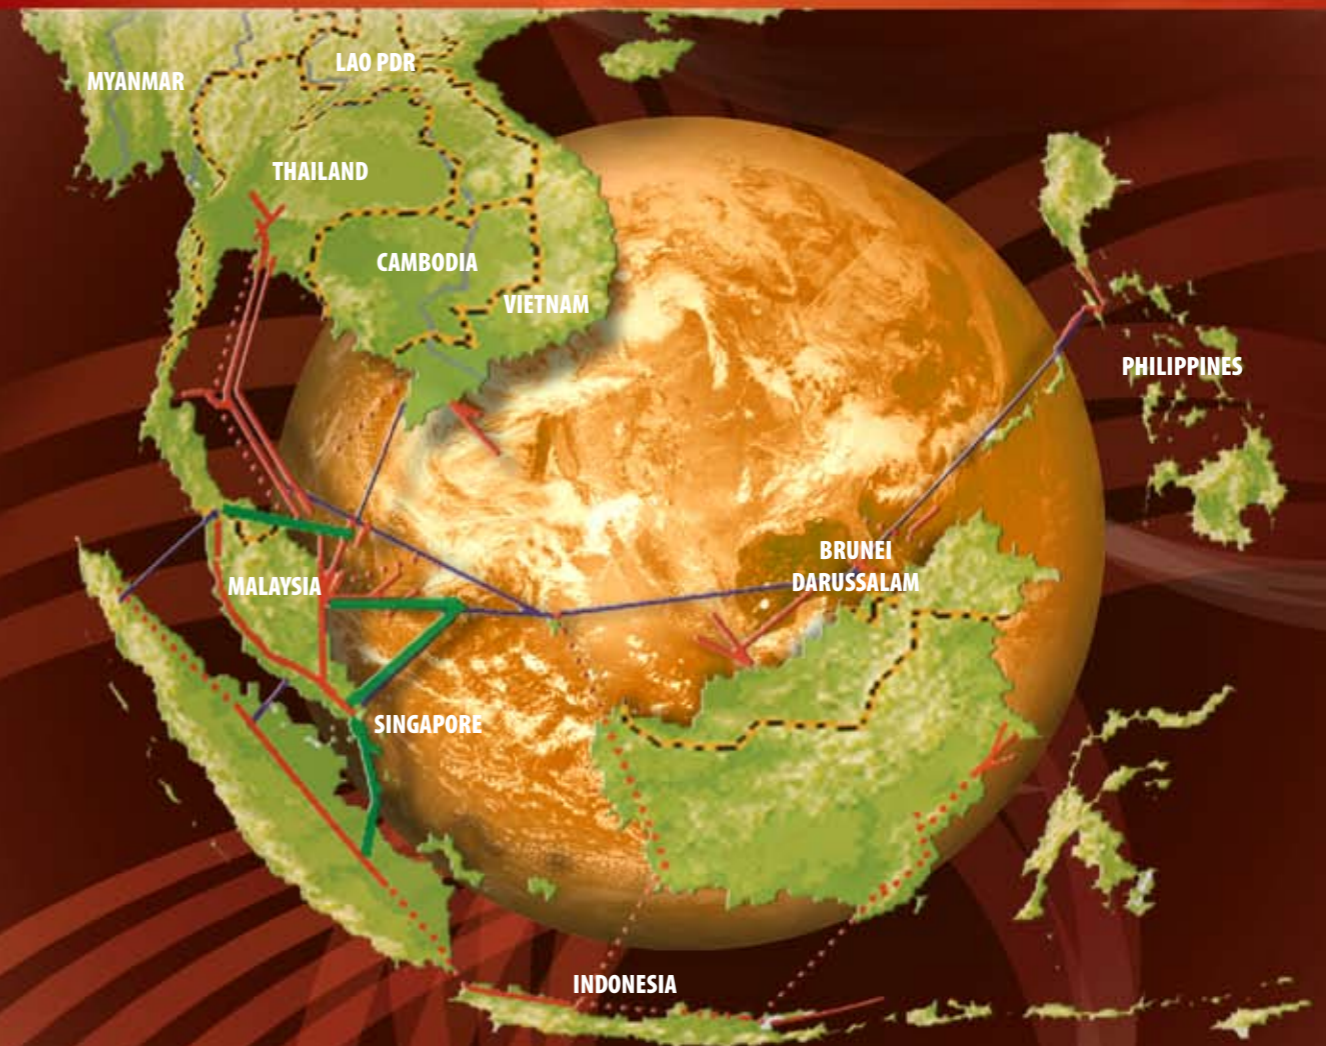 LAO PDR
MYANMAR
THAILAND
CAMBODIA
VIETNAM
PHILIPPINES
BRUNEI
DARUSSALAM
MALAYSIA
SINGAPORE
INDONESIA